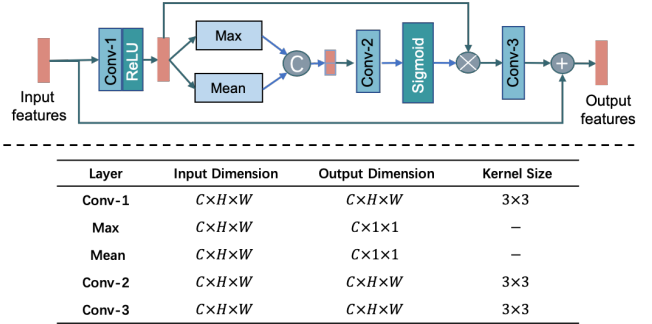 Input features
Conv-1
ReLU
Max
Mean
C
Conv-2
Sigmoid
×
Conv-3
+
Output features
Layer Input Dimension Output Dimension Kernel Size
Conv-1 C×H×W C×H×W 3×3
Max C×H×W C×1×1 –
Mean C×H×W C×1×1 –
Conv-2 C×H×W C×H×W 3×3
Conv-3 C×H×W C×H×W 3×3